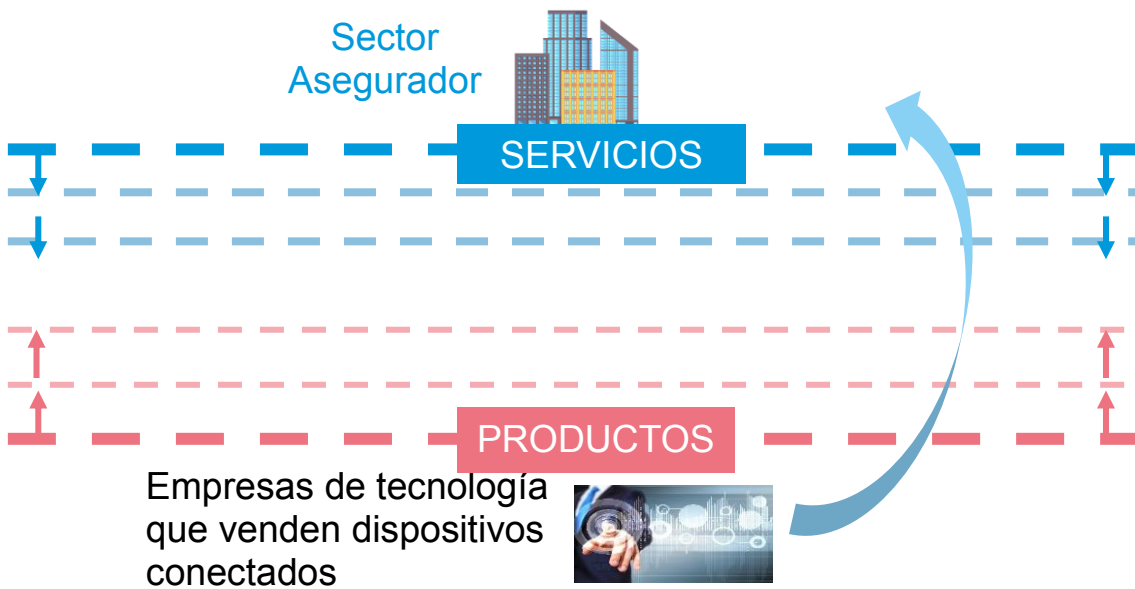 Sector
Asegurador
SERVICIOS
PRODUCTOS
Empresas de tecnología
que venden dispositivos
conectados